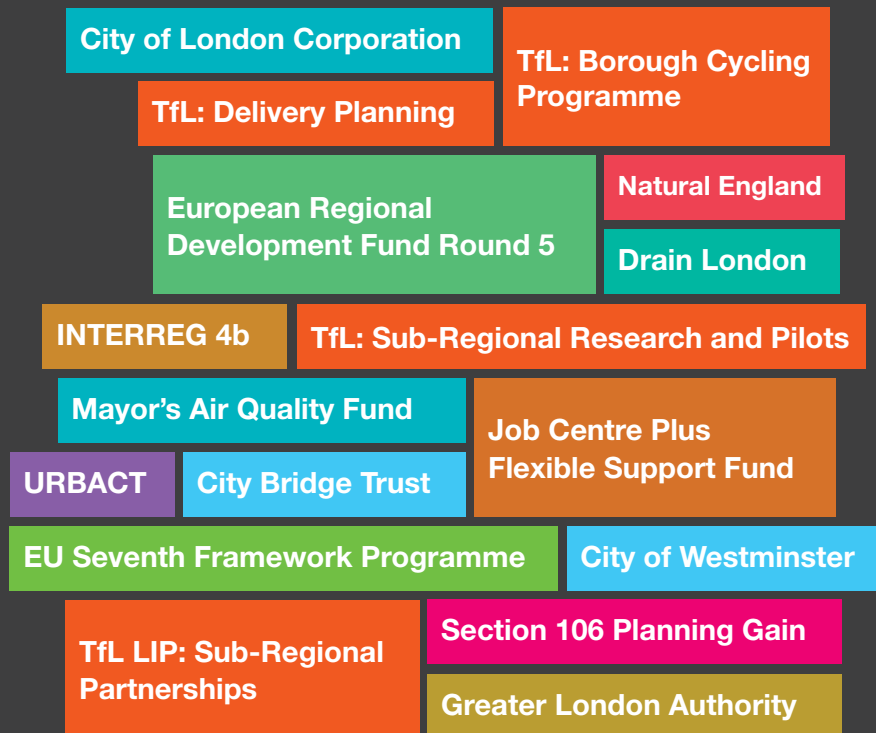 City of London Corporation
TfL: Borough Cycling
Programme
TfL: Delivery Planning
European Regional
Development Fund Round 5
Natural England
Drain London
INTERREG 4b
TfL: Sub-Regional Research and Pilots
Mayor’s Air Quality Fund
Job Centre Plus
Flexible Support Fund
URBACT
City Bridge Trust
EU Seventh Framework Programme
City of Westminster
TfL LIP: Sub-Regional
Partnerships
Section 106 Planning Gain
Greater London Authority